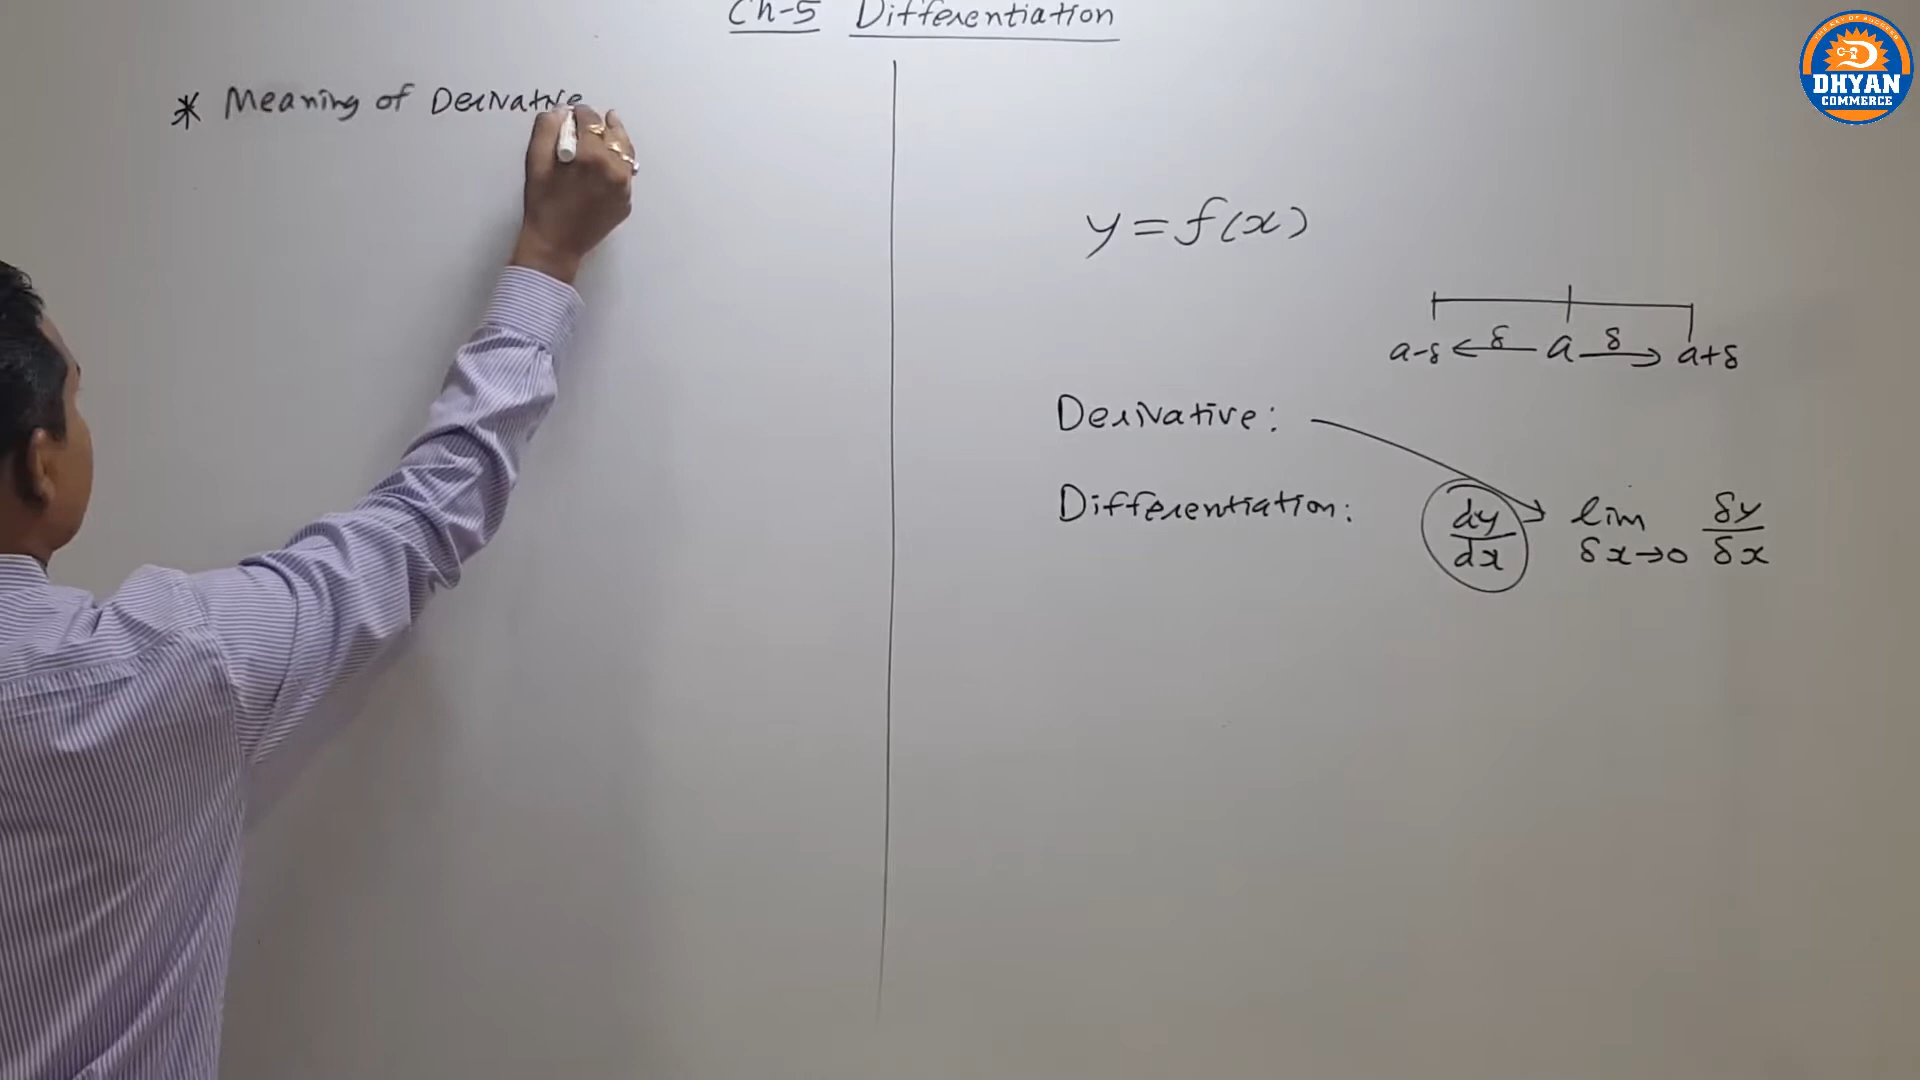 Ch-5 Differentiation
* Meaning of Derivative
y = f(x)
a-δ ← δ a δ → a+δ
Derivative:
Differentiation: dy/dx lim δx→0 δy/δx
DHYAN
COMMERCE